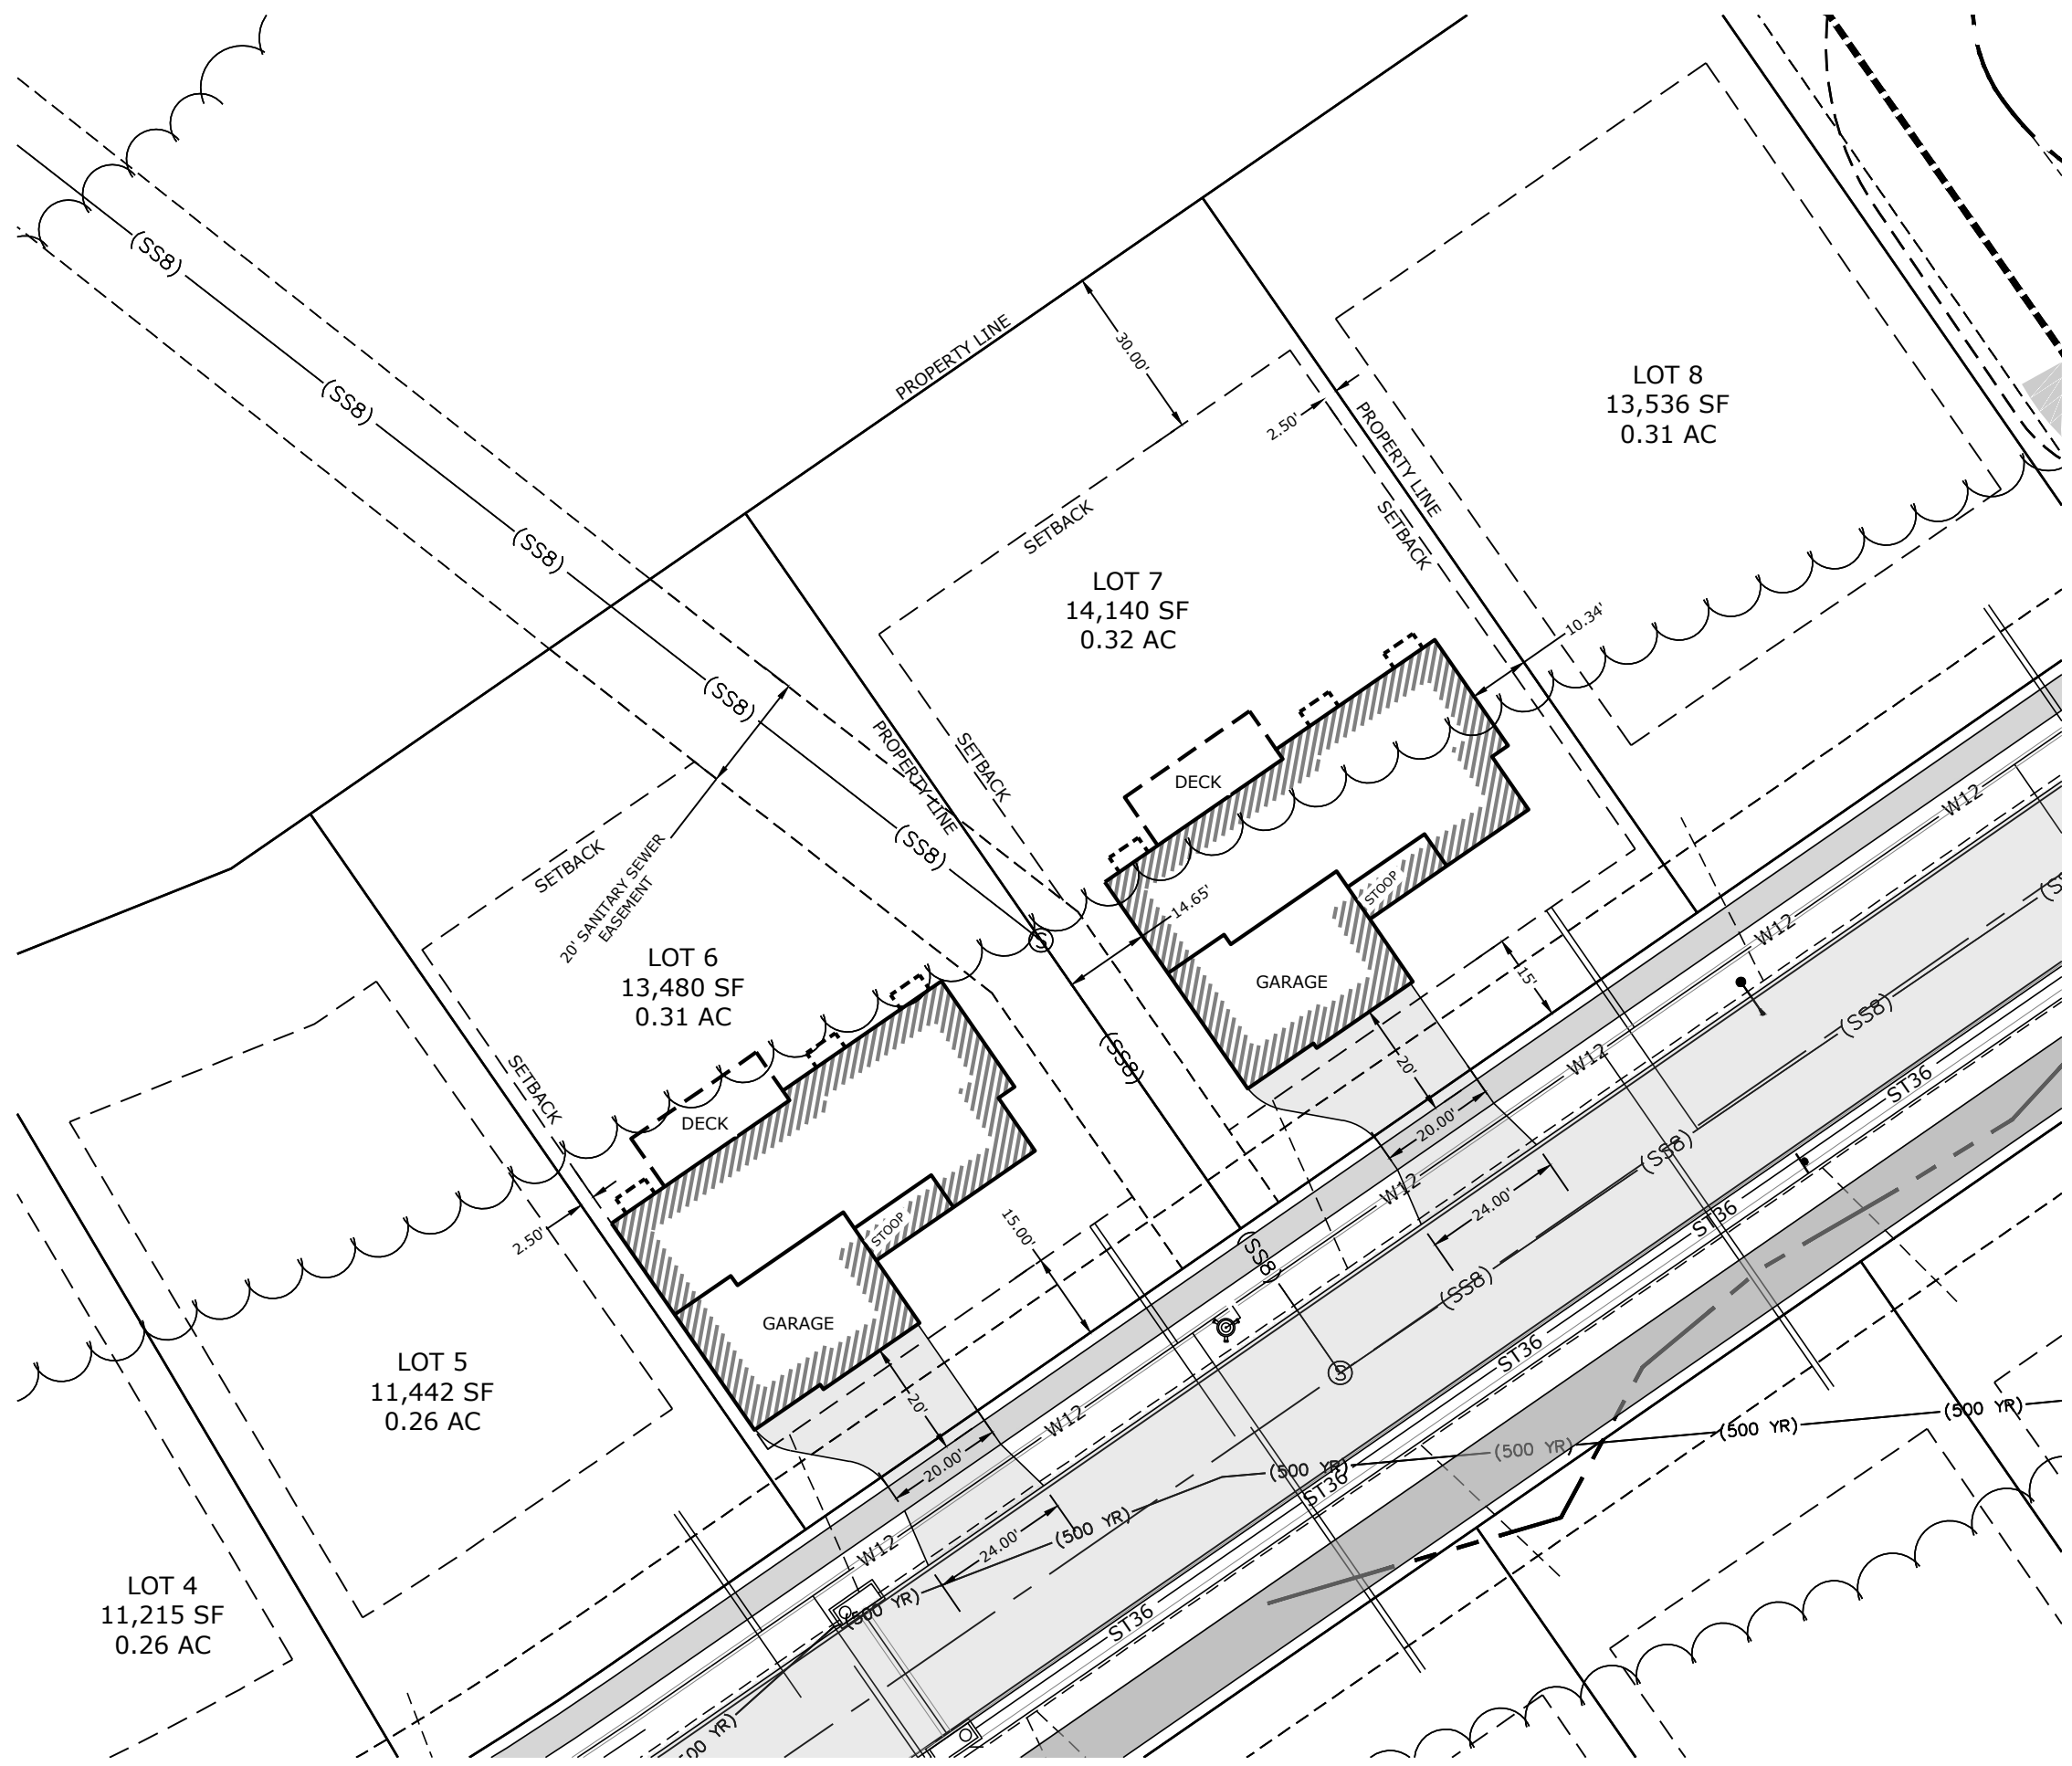 (SS8)
(SS8)
(SS8)
(SS8)
(SS8)
(SS8)
PROPERTY LINE
30.00'
2.50'
PROPERTY LINE
SETBACK
SETBACK
LOT 8
13,536 SF
0.31 AC
LOT 7
14,140 SF
0.32 AC
10.34'
PROPERTY LINE
SETBACK
DECK
14.65'
STOOP
GARAGE
15'
20'
20.00'
24.00'
SETBACK
20' SANITARY SEWER
EASEMENT
LOT 6
13,480 SF
0.31 AC
SETBACK
DECK
2.50'
STOOP
GARAGE
15.00'
20'
20.00'
24.00'
LOT 5
11,442 SF
0.26 AC
LOT 4
11,215 SF
0.26 AC
W12
W12
W12
W12
W12
W12
SS8)
(SS8)
(SS8)
(SS8)
(S
ST36
ST36
ST36
ST36
ST36
(500 YR)
(500 YR)
(500 YR)
(500 YR)
(500 YR)
(500 YR)
00 YR)